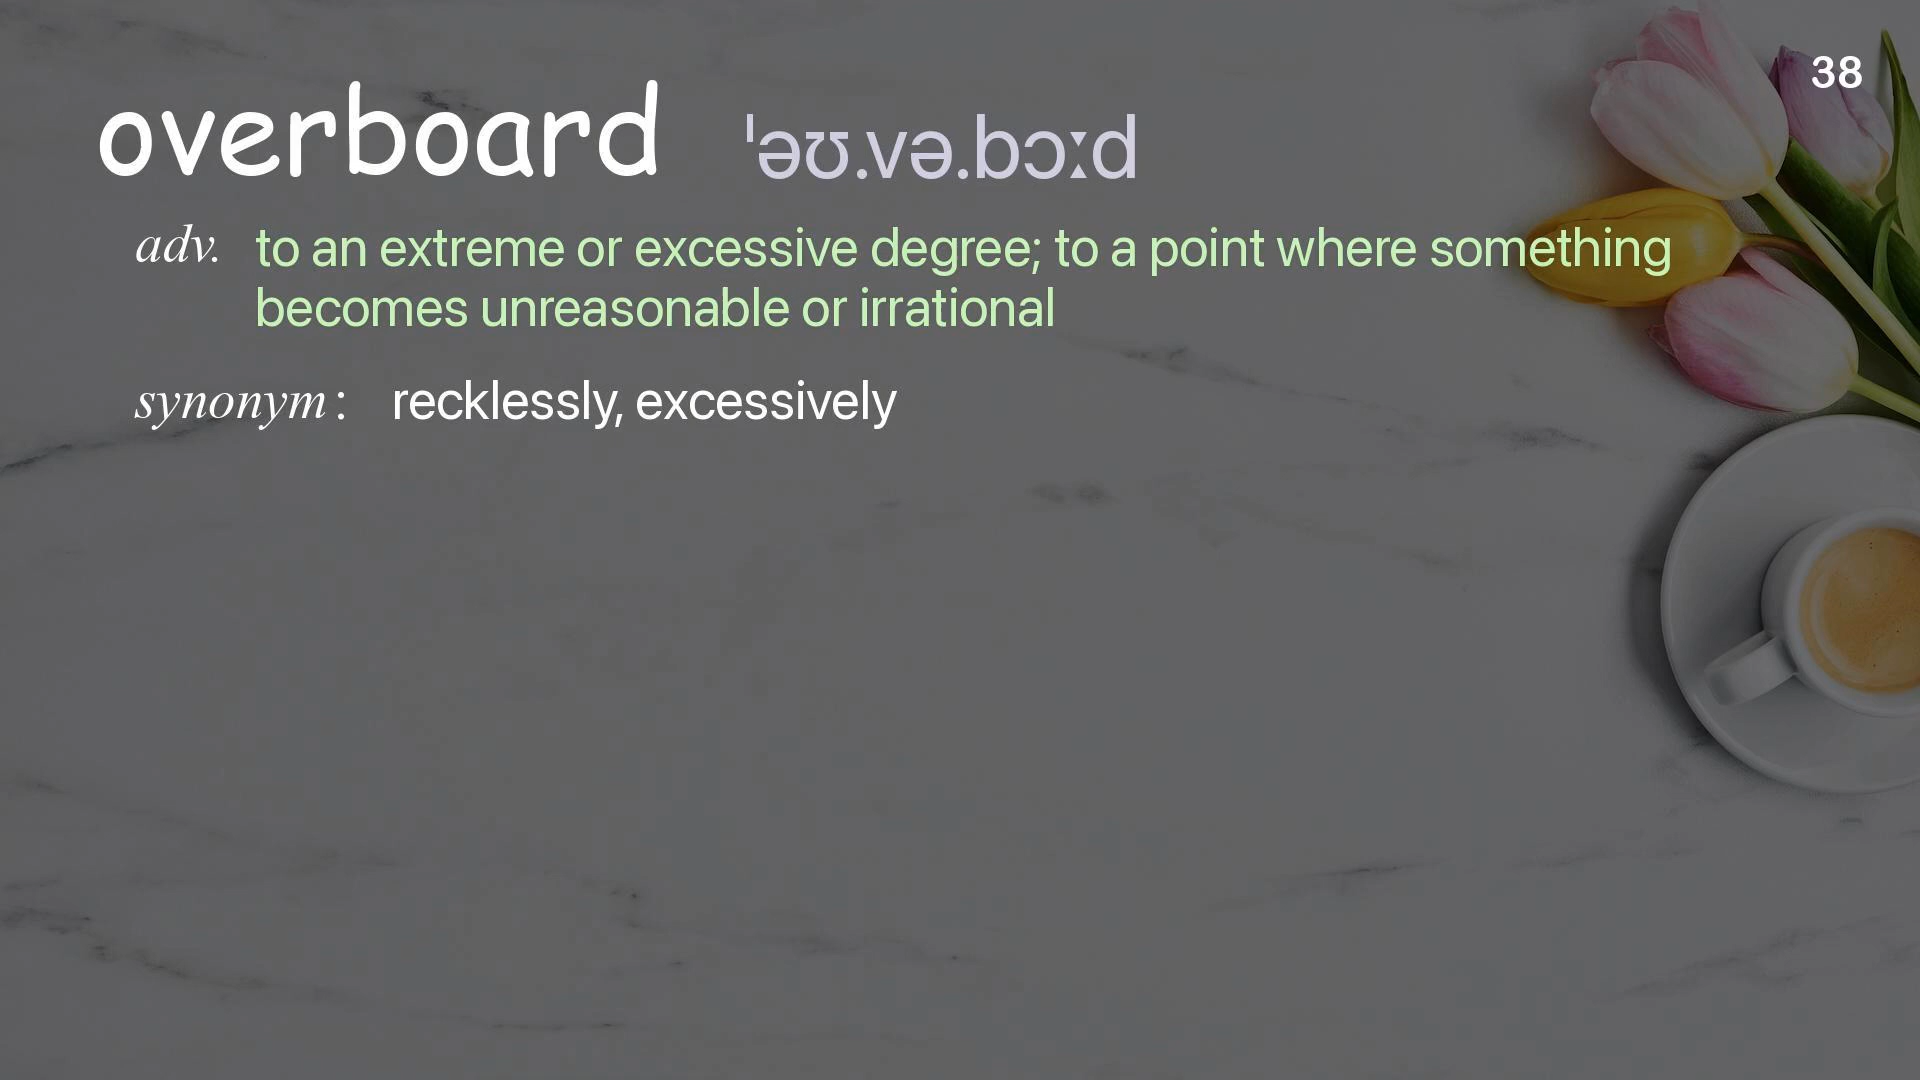 38
overboard ˈəʊ.və.bɔːd
adv. to an extreme or excessive degree; to a point where something
becomes unreasonable or irrational
synonym: recklessly, excessively